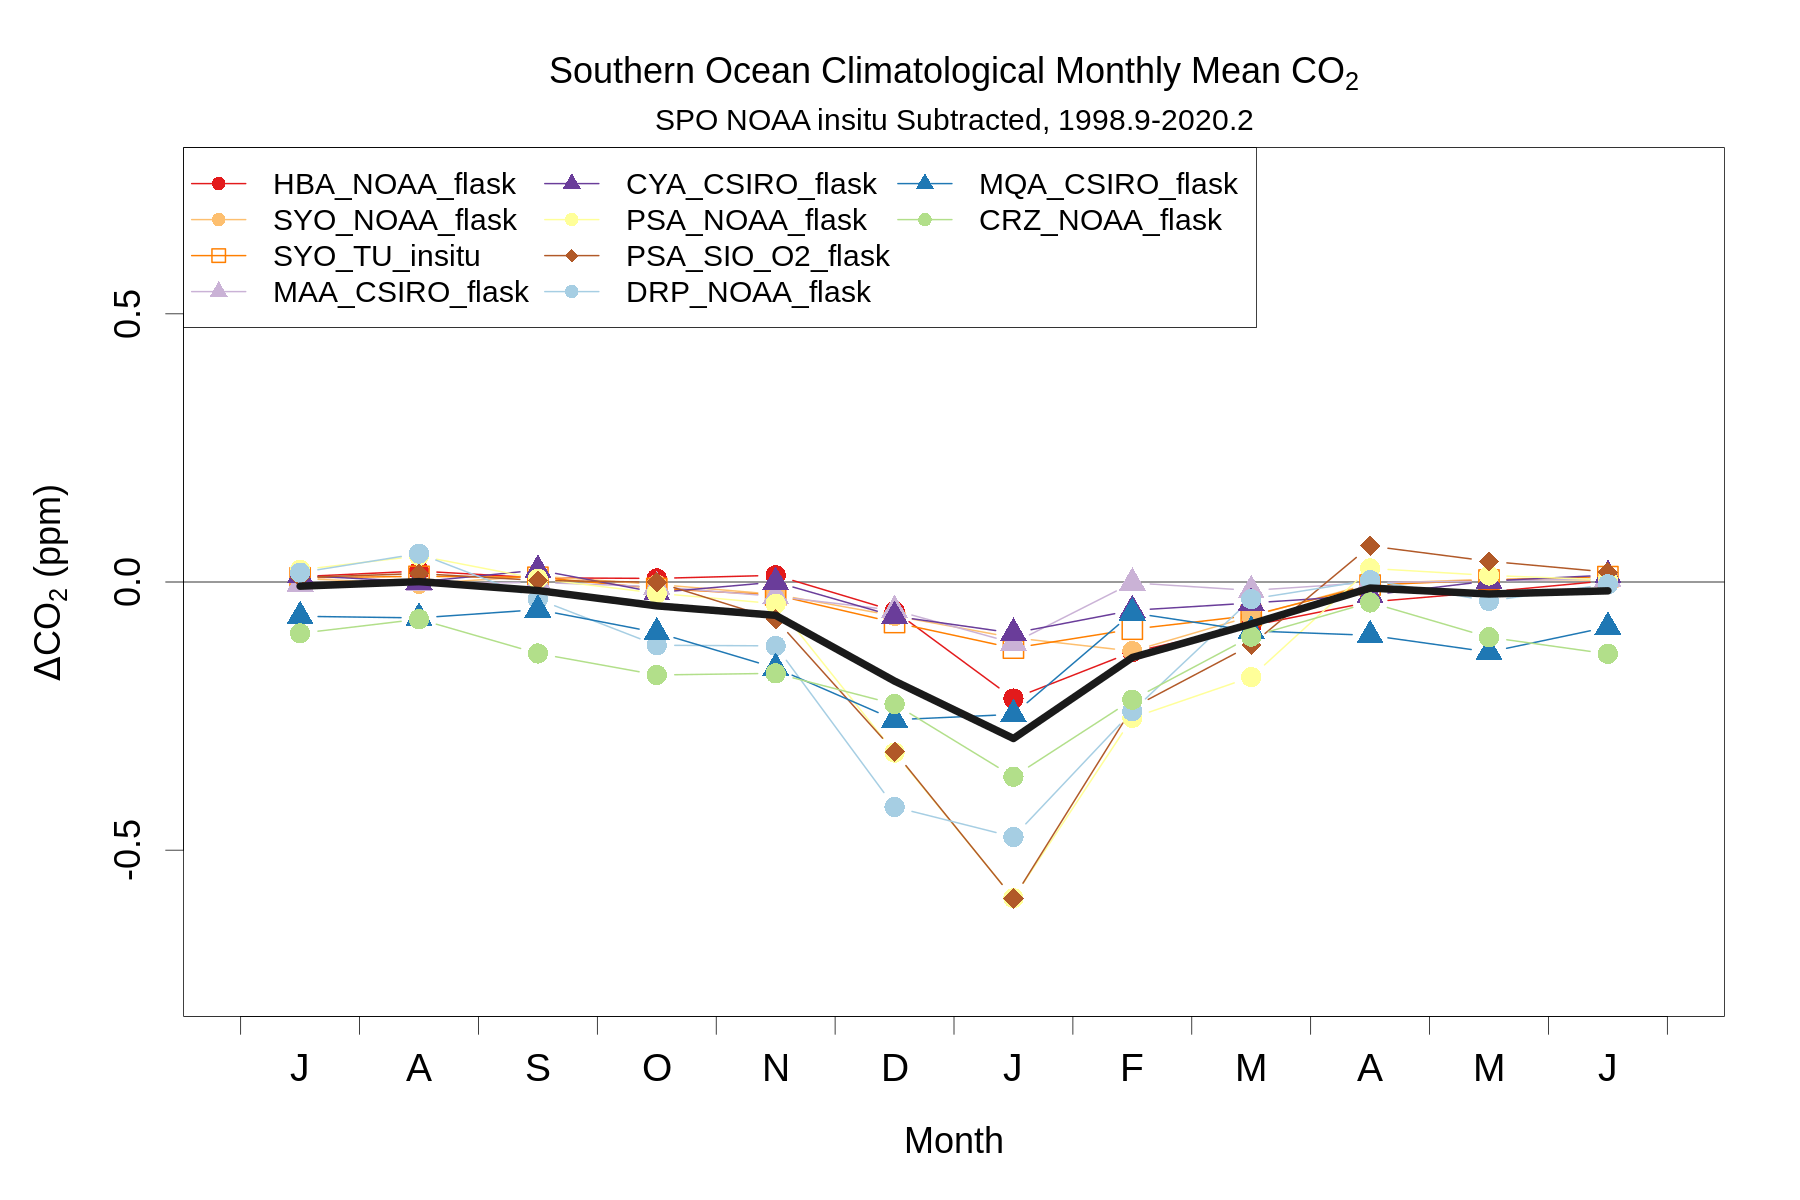 Southern Ocean Climatological Monthly Mean CO₂
SPO NOAA insitu Subtracted, 1998.9-2020.2
HBA_NOAA_flask CYA_CSIRO_flask MQA_CSIRO_flask
SYO_NOAA_flask PSA_NOAA_flask CRZ_NOAA_flask
SYO_TU_insitu PSA_SIO_O2_flask
MAA_CSIRO_flask DRP_NOAA_flask
0.5
0.0
-0.5
ΔCO₂ (ppm)
J A S O N D J F M A M J
Month